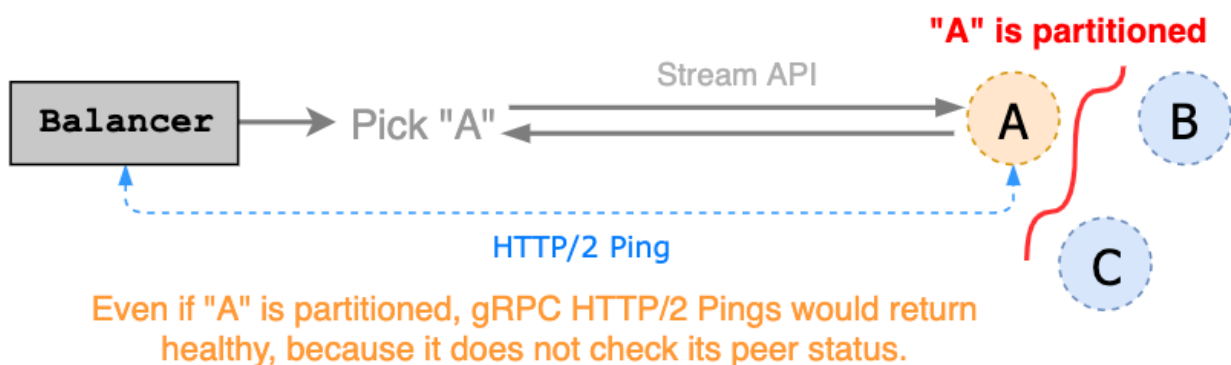 "A" is partitioned
Balancer
Pick "A"
Stream API
A
B
C
HTTP/2 Ping
Even if "A" is partitioned, gRPC HTTP/2 Pings would return
healthy, because it does not check its peer status.